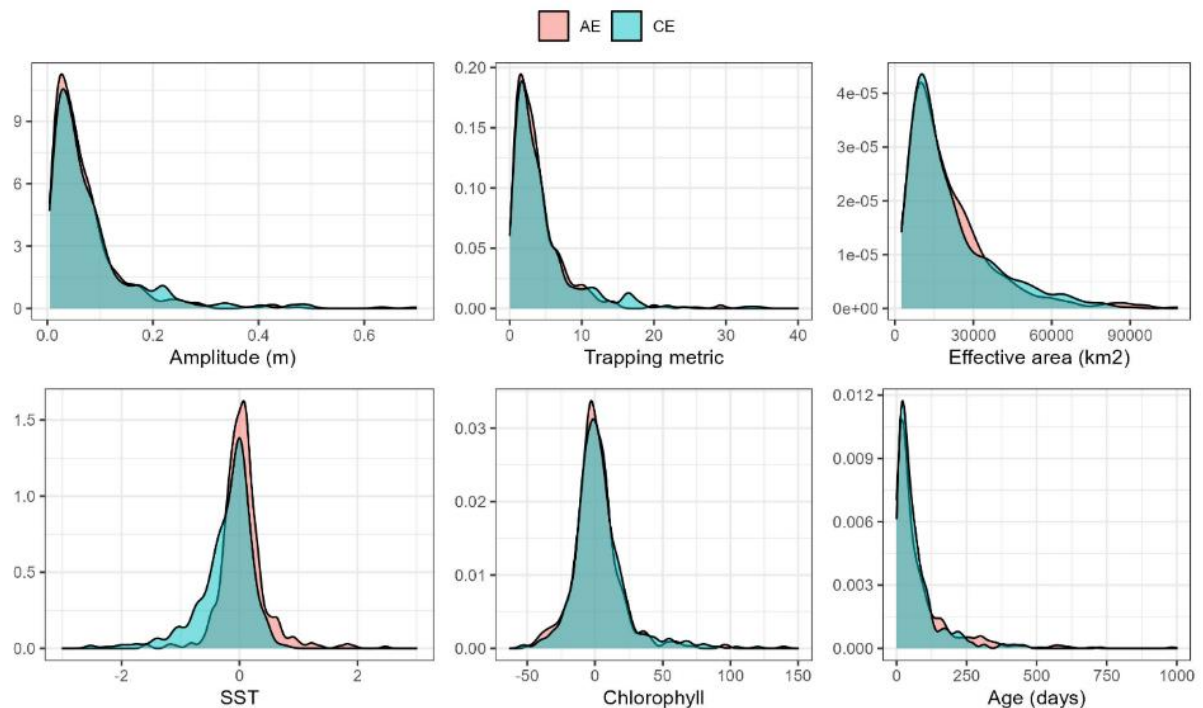 AE CE
9
6
3
0
0.0 0.2 0.4 0.6
Amplitude (m)
0.20
0.15
0.10
0.05
0.00
0 10 20 30 40
Trapping metric
4e-05
3e-05
2e-05
1e-05
0e+00
0 30000 60000 90000
Effective area (km2)
1.5
1.0
0.5
0.0
-2 0 2
SST
0.03
0.02
0.01
0.00
-50 0 50 100 150
Chlorophyll
0.012
0.009
0.006
0.003
0.000
0 250 500 750 1000
Age (days)